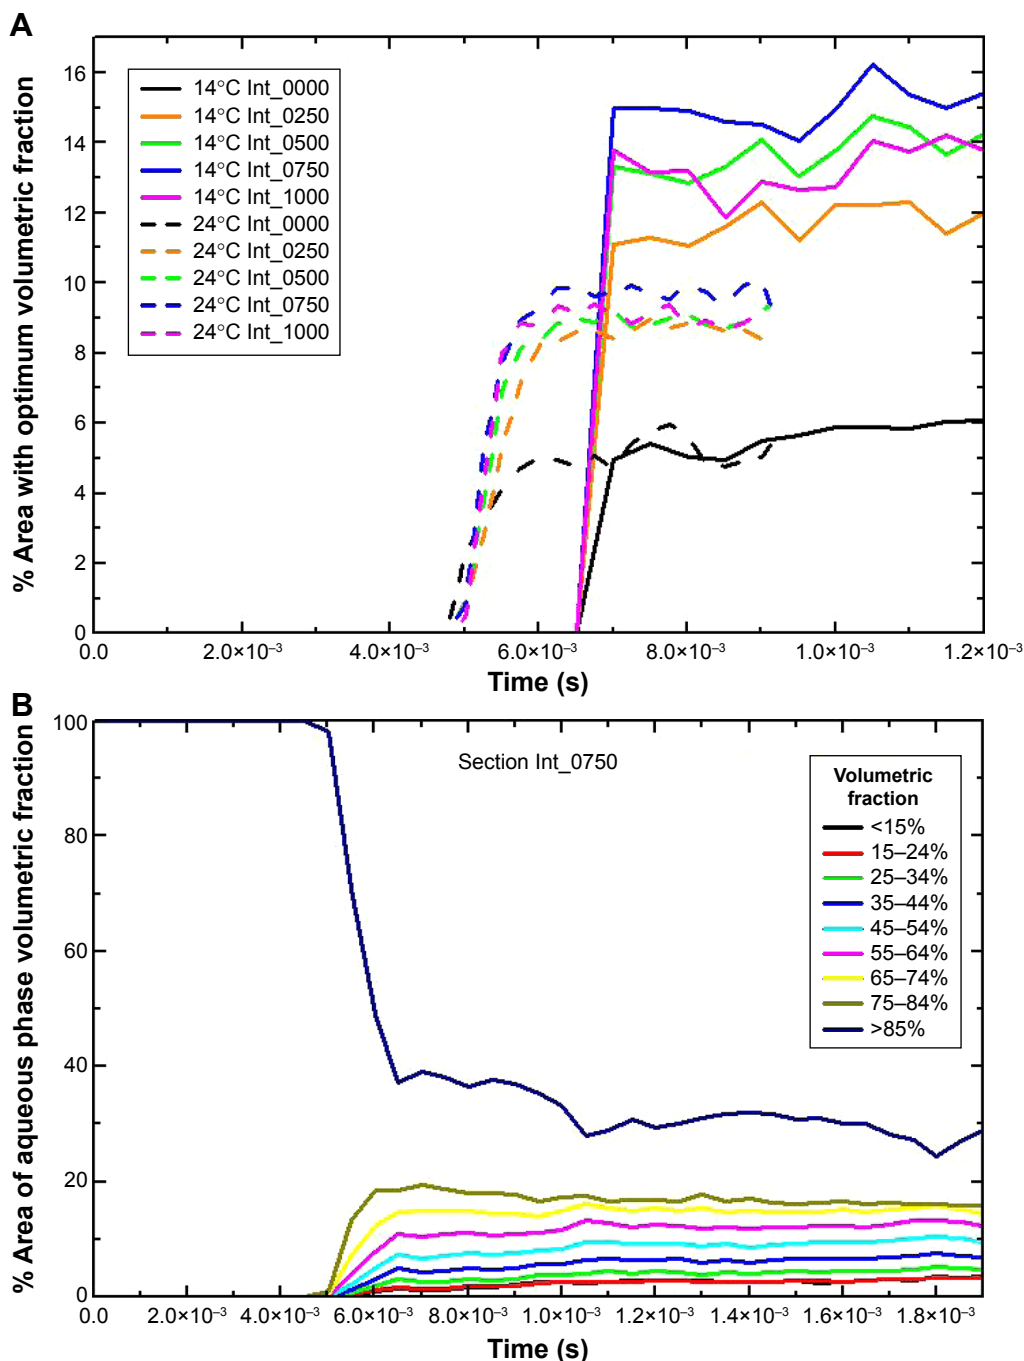 A
% Area with optimum volumetric fraction
16
14
12
10
8
6
4
2
0
14°C Int_0000
14°C Int_0250
14°C Int_0500
14°C Int_0750
14°C Int_1000
24°C Int_0000
24°C Int_0250
24°C Int_0500
24°C Int_0750
24°C Int_1000
0.0 2.0×10⁻³ 4.0×10⁻³ 6.0×10⁻³ 8.0×10⁻³ 1.0×10⁻³ 1.2×10⁻³
Time (s)
B
% Area of aqueous phase volumetric fraction
100
80
60
40
20
0
Section Int_0750
Volumetric
fraction
<15%
15–24%
25–34%
35–44%
45–54%
55–64%
65–74%
75–84%
>85%
0.0 2.0×10⁻³ 4.0×10⁻³ 6.0×10⁻³ 8.0×10⁻³ 1.0×10⁻³ 1.2×10⁻³ 1.4×10⁻³ 1.6×10⁻³ 1.8×10⁻³
Time (s)